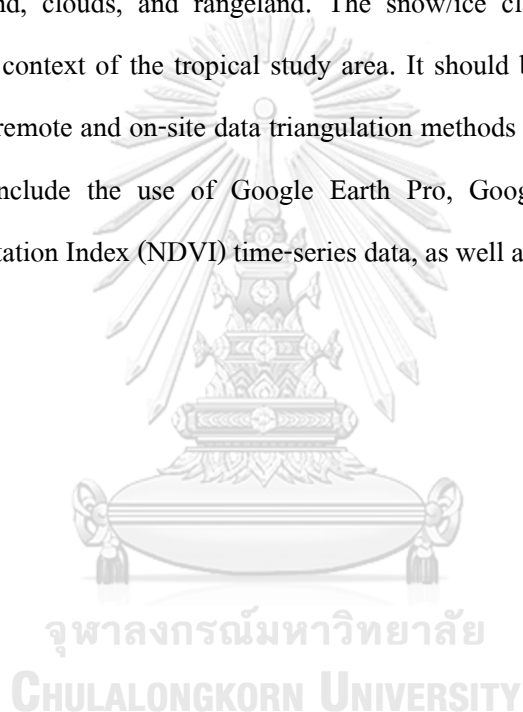 nd, clouds, and rangeland. The snow/ice cl
context of the tropical study area. It should b
remote and on-site data triangulation methods
nclude the use of Google Earth Pro, Goog
tation Index (NDVI) time-series data, as well a
จุฬาลงกรณ์มหาวิทยาลัย
CHULALONGKORN UNIVERSITY